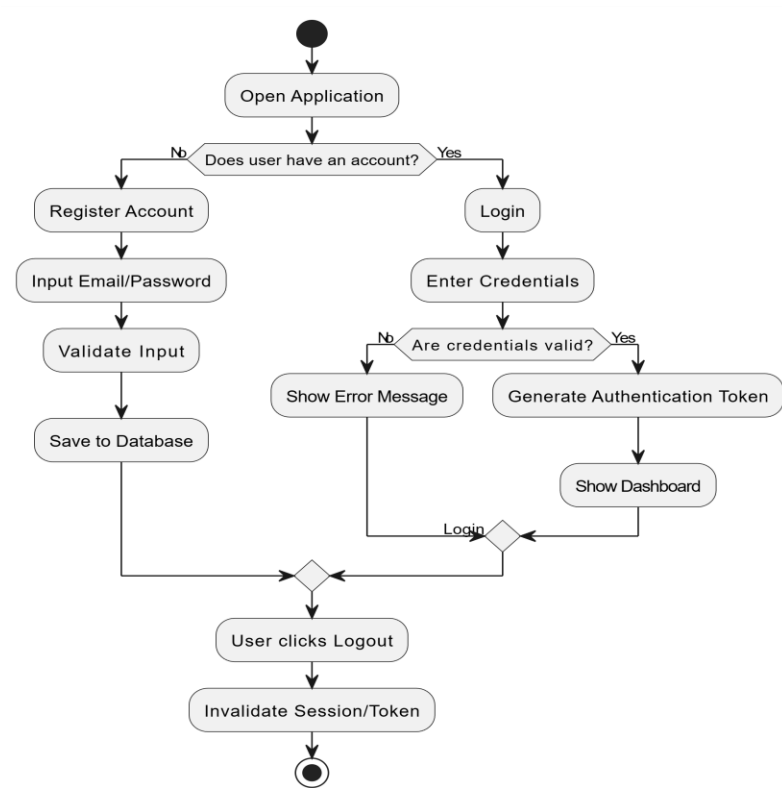 Open Application
Does user have an account?
No
Yes
Register Account
Login
Input Email/Password
Enter Credentials
Validate Input
Are credentials valid?
No
Yes
Show Error Message
Generate Authentication Token
Save to Database
Show Dashboard
Login
User clicks Logout
Invalidate Session/Token